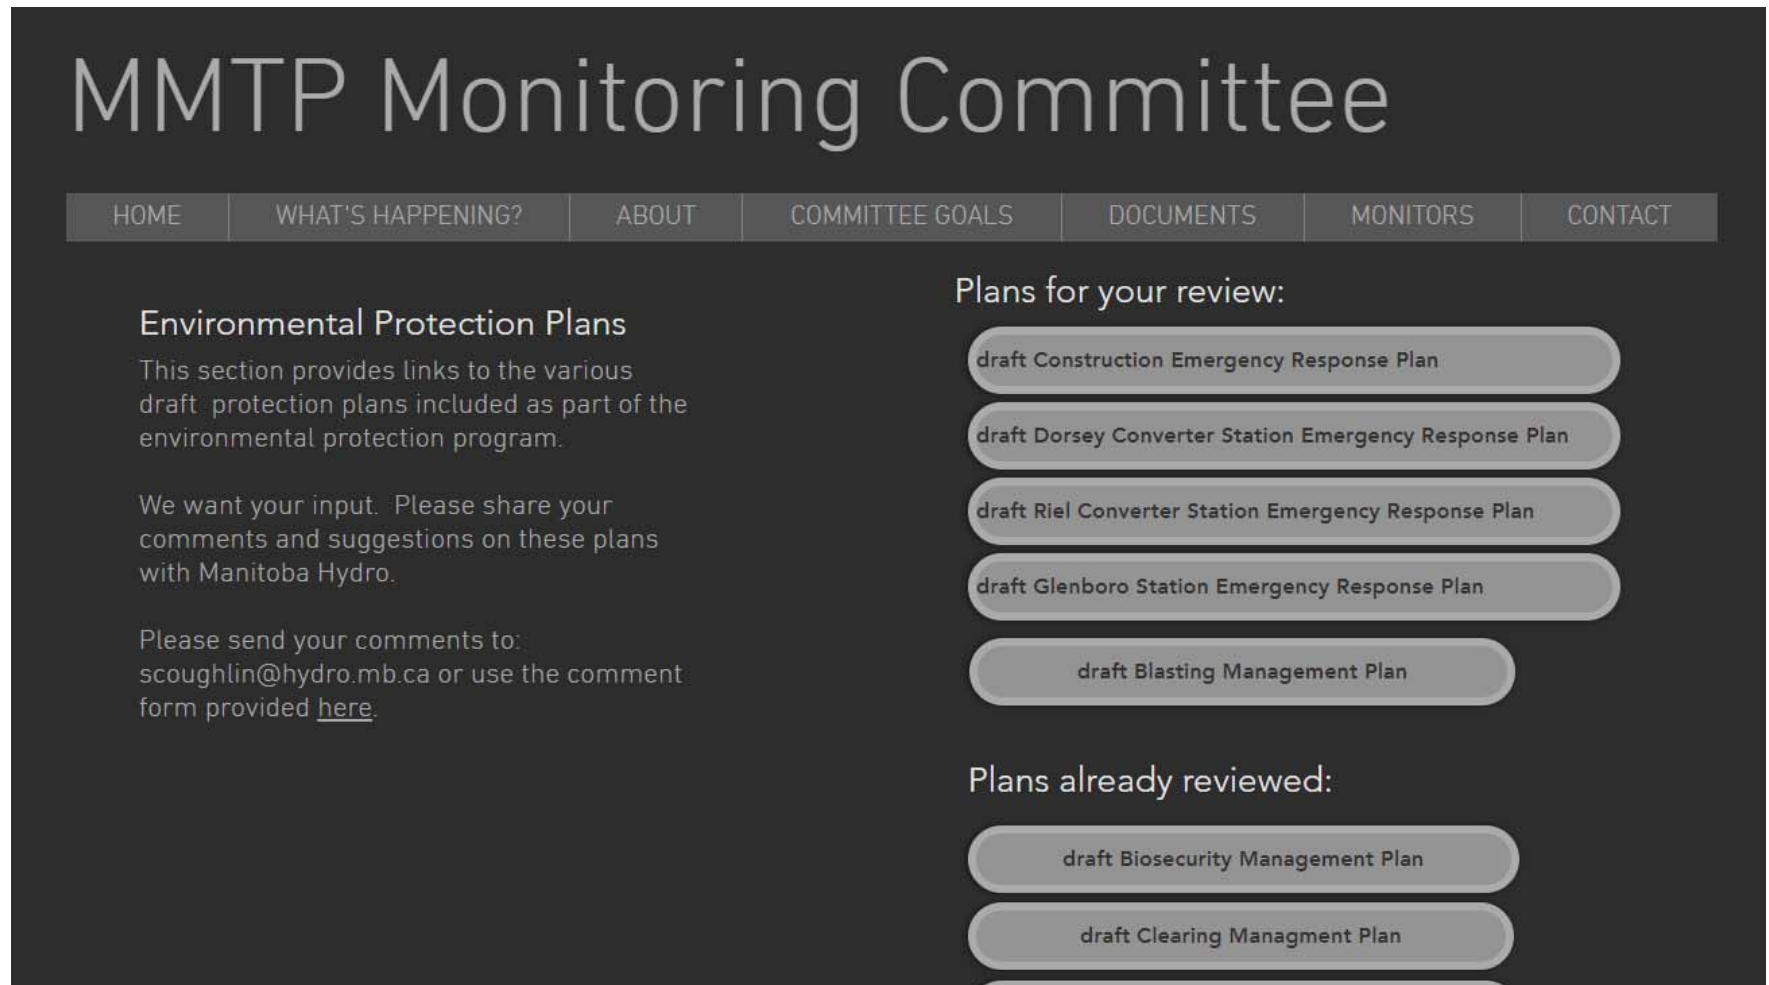 MMTP Monitoring Committee
HOME WHAT'S HAPPENING? ABOUT COMMITTEE GOALS DOCUMENTS MONITORS CONTACT
Environmental Protection Plans
This section provides links to the various
draft protection plans included as part of the
environmental protection program.
We want your input. Please share your
comments and suggestions on these plans
with Manitoba Hydro.
Please send your comments to:
scoughlin@hydro.mb.ca or use the comment
form provided here.
Plans for your review:
draft Construction Emergency Response Plan
draft Dorsey Converter Station Emergency Response Plan
draft Riel Converter Station Emergency Response Plan
draft Glenboro Station Emergency Response Plan
draft Blasting Management Plan
Plans already reviewed:
draft Biosecurity Management Plan
draft Clearing Managment Plan